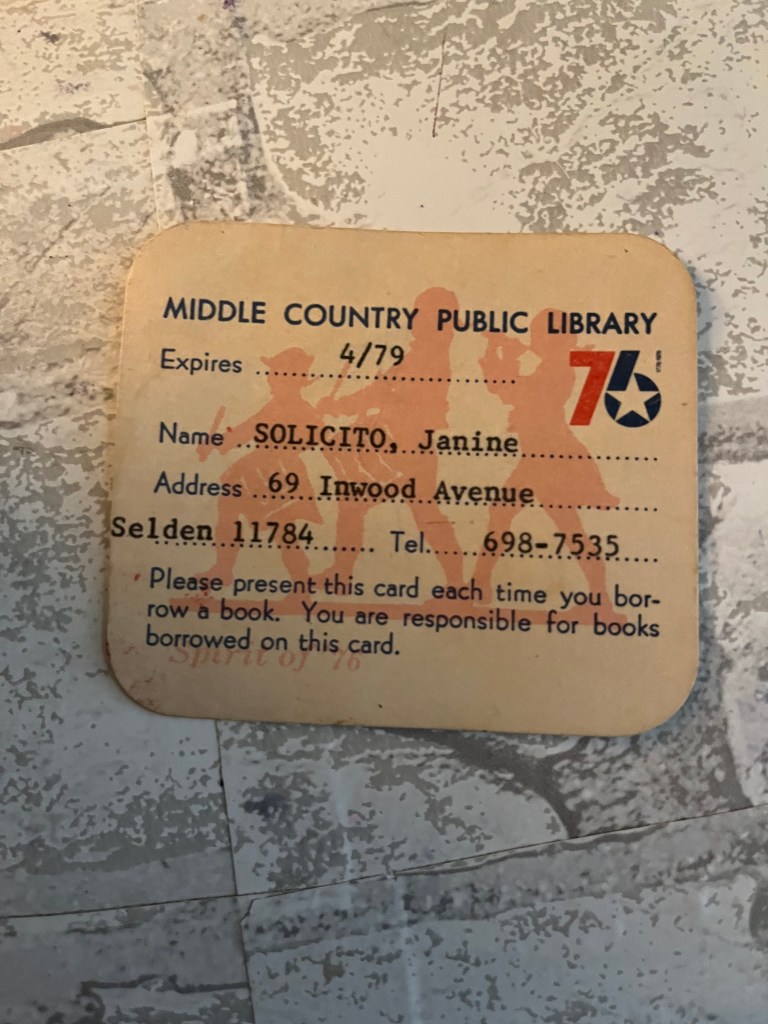 MIDDLE COUNTRY PUBLIC LIBRARY
Expires 4/79
76
Name SOLICITO, Janine
Address 69 Inwood Avenue
Selden 11784 Tel. 698-7535
Please present this card each time you bor-
row a book. You are responsible for books
borrowed on this card.
Spirit of '76